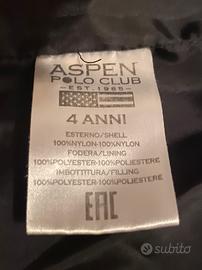 ASPEN
POLO CLUB
EST. 1965
4 ANNI
ESTERNO/SHELL
100%NYLON-100%NYLON
FODERA/LINING
100%POLYESTER-100%POLIESTERE
IMBOTTITURA/FILLING
100%POLYESTER-100%POLIESTERE
EAC
subito